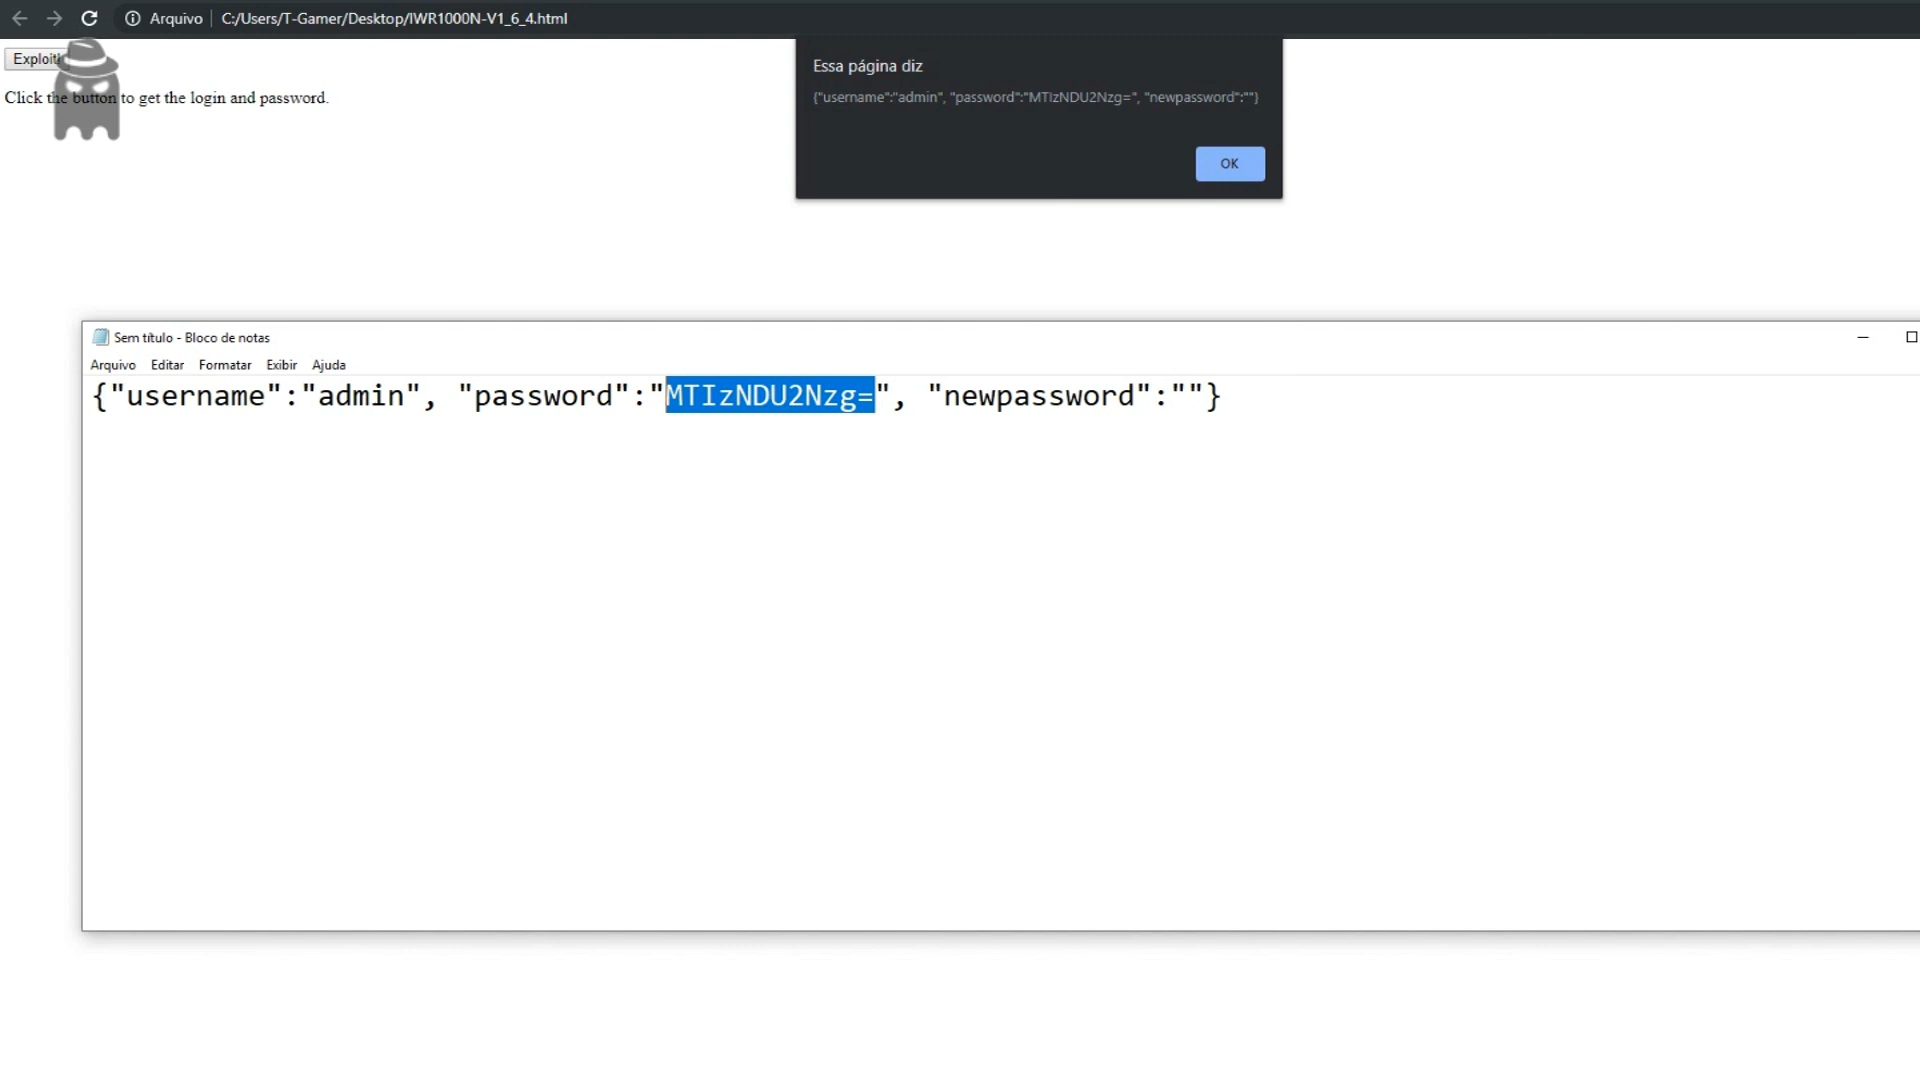 Arquivo C:/Users/T-Gamer/Desktop/IWR1000N-V1_6_4.html
Click the button to get the login and password.
Essa página diz
{"username":"admin", "password":"MTIzNDU2Nzg=", "newpassword":""}
OK
Sem título - Bloco de notas
Arquivo Editar Formatar Exibir Ajuda
{"username":"admin", "password":"MTIzNDU2Nzg=", "newpassword":""}